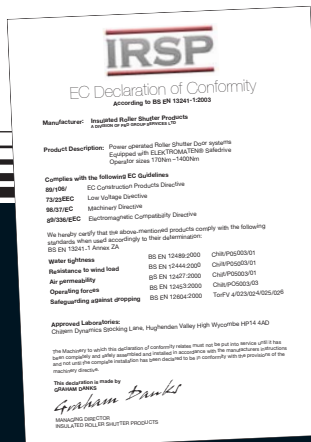 IRSP
EC Declaration of Conformity
According to BS EN 13241-1:2003
Manufacturer: Insulated Roller Shutter Products
A DIVISION OF RSD GROUP SERVICES LTD
Product Description: Power operated Roller Shutter Door systems
Equipped with ELEKTROMATEN® Safedrive
Operator sizes 170Nm -1400Nm
Complies with the following EC Guidelines
89/106/ EC Construction Products Directive
73/23EEC Low Voltage Directive
98/37/EC Machinery Directive
89/336/EEC Electromagnetic Compatibility Directive
We hereby certify that the above-mentioned products comply with the following
standards when used accordingly to their determination:
BS EN 13241-1 Annex ZA
Water tightness BS EN 12489:2000 Chilt/P05003/01
Resistance to wind load BS EN 12444:2000 Chilt/P05003/01
Air permeability BS EN 12427:2000 Chilt/P05003/01
Operating forces BS EN 12453:2000 Chilt/PO5003/03
Safeguarding against dropping BS EN 12604:2000 TorFV 4/023/024/025/026
Approved Laboratories:
Chiltern Dynamics Stocking Lane, Hughenden Valley High Wycombe HP14 4AD
The Machinery to which this declaration of conformity relates must not be put into service until it has
been completely and safely assembled and installed in accordance with the manufacturers instructions
and not until the complete installation has been declared to be in conformity with the provisions of the
machinery directive.
This declaration is made by
GRAHAM DANKS
Graham Danks
MANAGING DIRECTOR
INSULATED ROLLER SHUTTER PRODUCTS